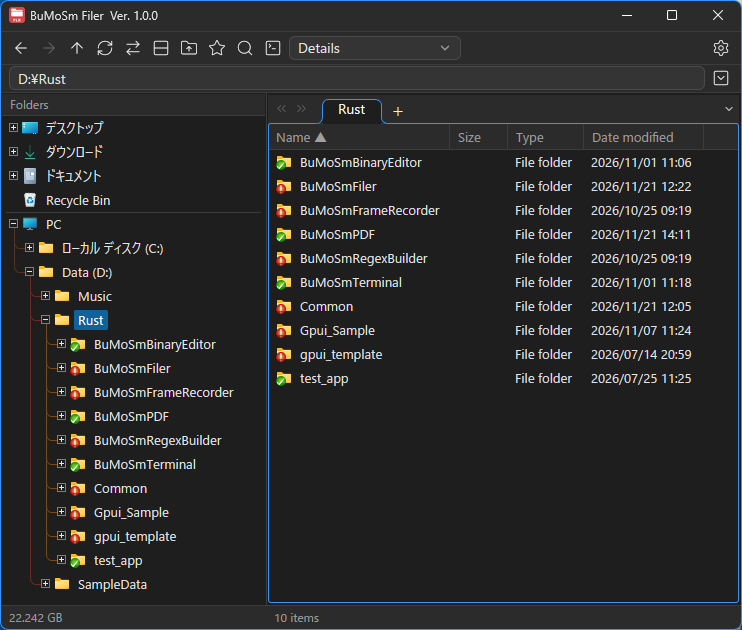 BuMoSm Filer Ver. 1.0.0
Details
D:¥Rust
Folders
デスクトップ
ダウンロード
ドキュメント
Recycle Bin
PC
ローカル ディスク (C:)
Data (D:)
Music
Rust
BuMoSmBinaryEditor
BuMoSmFiler
BuMoSmFrameRecorder
BuMoSmPDF
BuMoSmRegexBuilder
BuMoSmTerminal
Common
Gpui_Sample
gpui_template
test_app
SampleData
Rust
Name Size Type Date modified
BuMoSmBinaryEditor File folder 2026/11/01 11:06
BuMoSmFiler File folder 2026/11/21 12:22
BuMoSmFrameRecorder File folder 2026/10/25 09:19
BuMoSmPDF File folder 2026/11/21 14:11
BuMoSmRegexBuilder File folder 2026/10/25 09:19
BuMoSmTerminal File folder 2026/11/01 11:18
Common File folder 2026/11/21 12:05
Gpui_Sample File folder 2026/11/07 11:24
gpui_template File folder 2026/07/14 20:59
test_app File folder 2026/07/25 11:25
22.242 GB
10 items